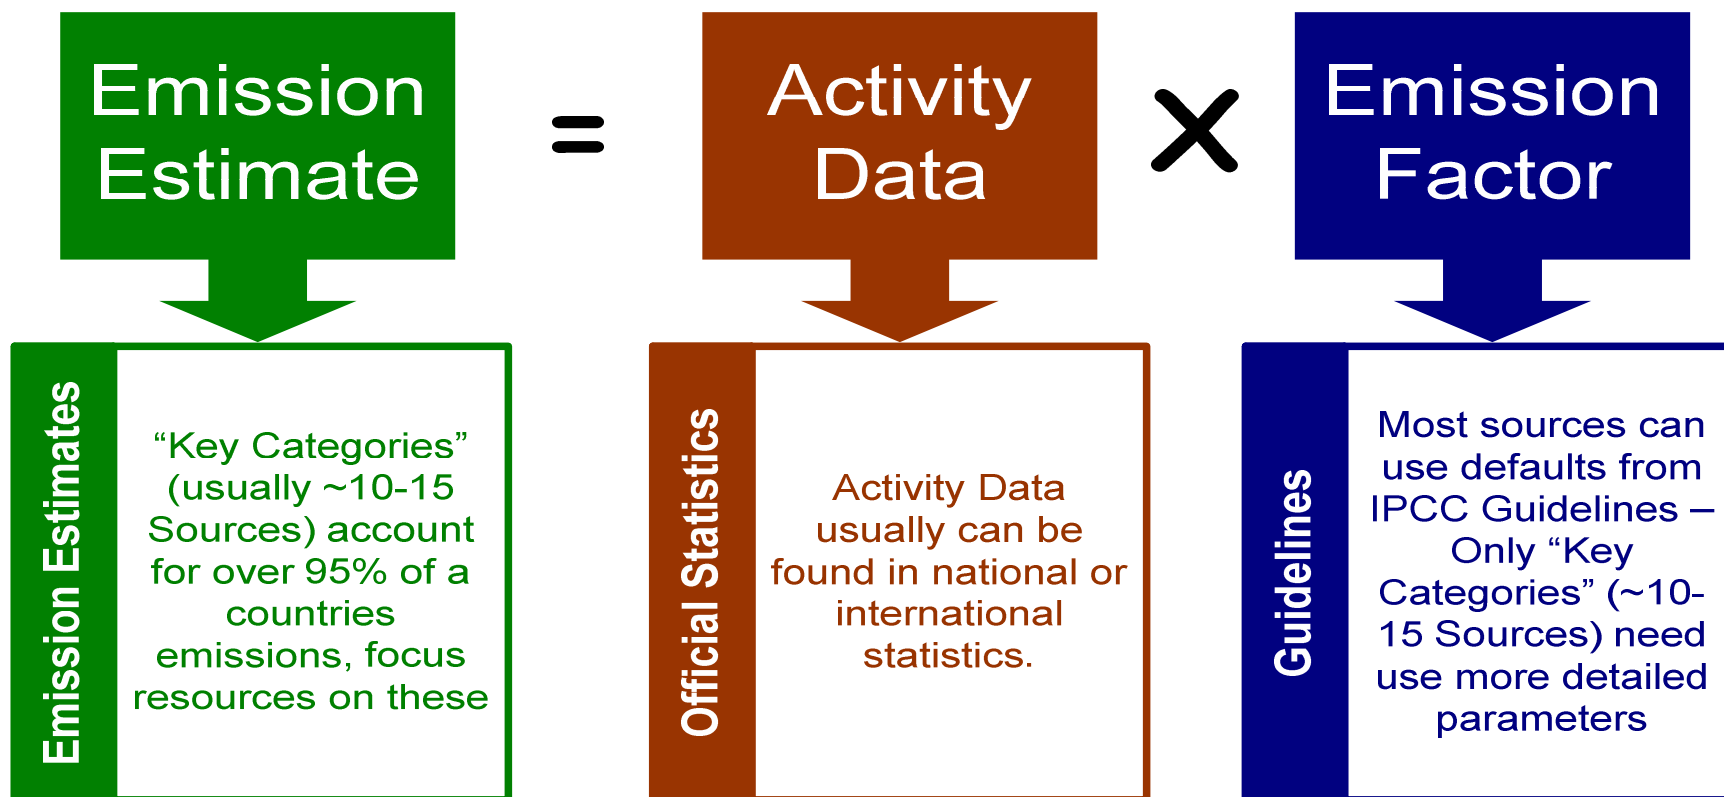 Emission
Estimate
=
Activity
Data
X
Emission
Factor
Emission Estimates
“Key Categories”
(usually ~10-15
Sources) account
for over 95% of a
countries
emissions, focus
resources on these
Official Statistics
Activity Data
usually can be
found in national or
international
statistics.
Guidelines
Most sources can
use defaults from
IPCC Guidelines –
Only “Key
Categories” (~10-
15 Sources) need
use more detailed
parameters